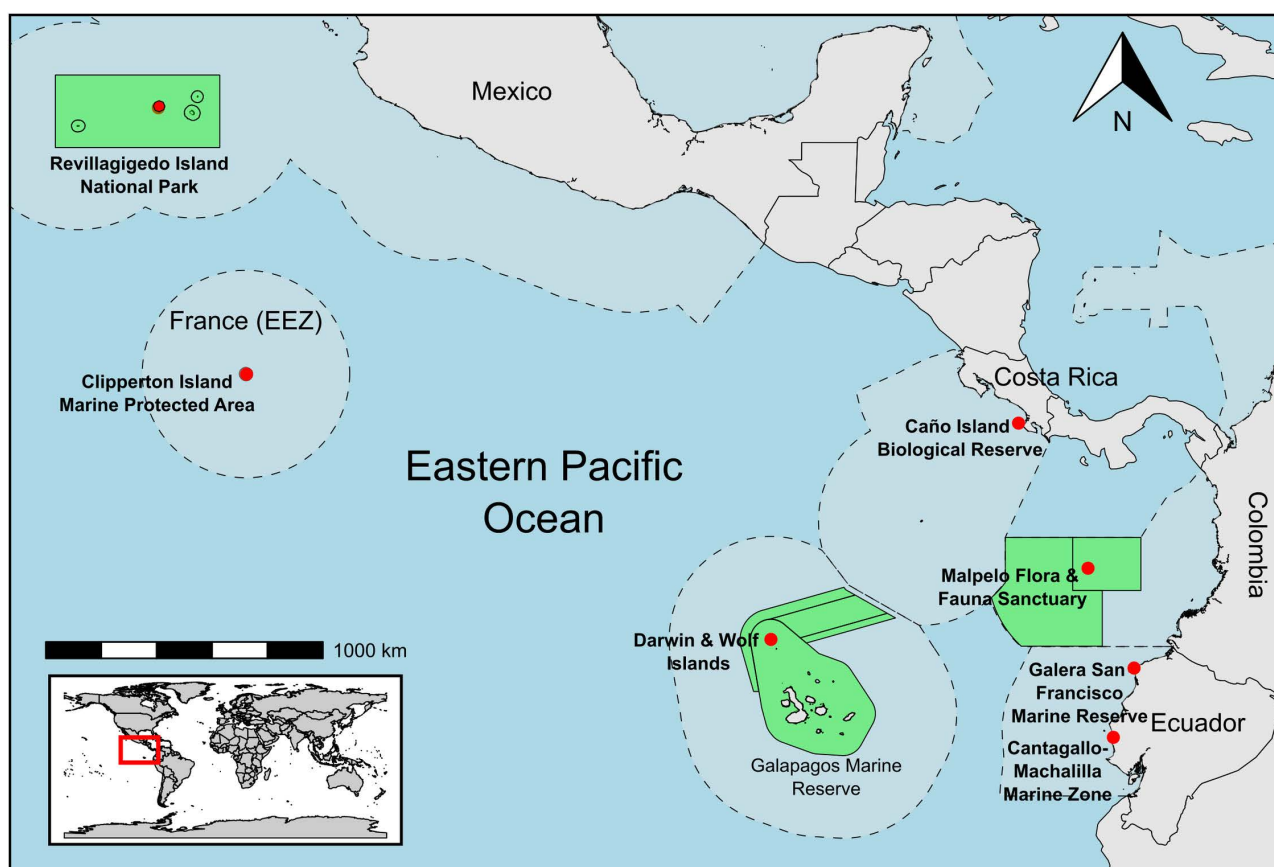 Mexico
N
Revillagigedo Island
National Park
France (EEZ)
Clipperton Island
Marine Protected Area
Costa Rica
Caño Island
Biological Reserve
Eastern Pacific
Ocean
Colombia
Malpelo Flora &
Fauna Sanctuary
Darwin & Wolf
Islands
1000 km
Galera San
Francisco
Marine Reserve
Ecuador
Cantagallo-
Machalilla
Marine Zone
Galapagos Marine
Reserve